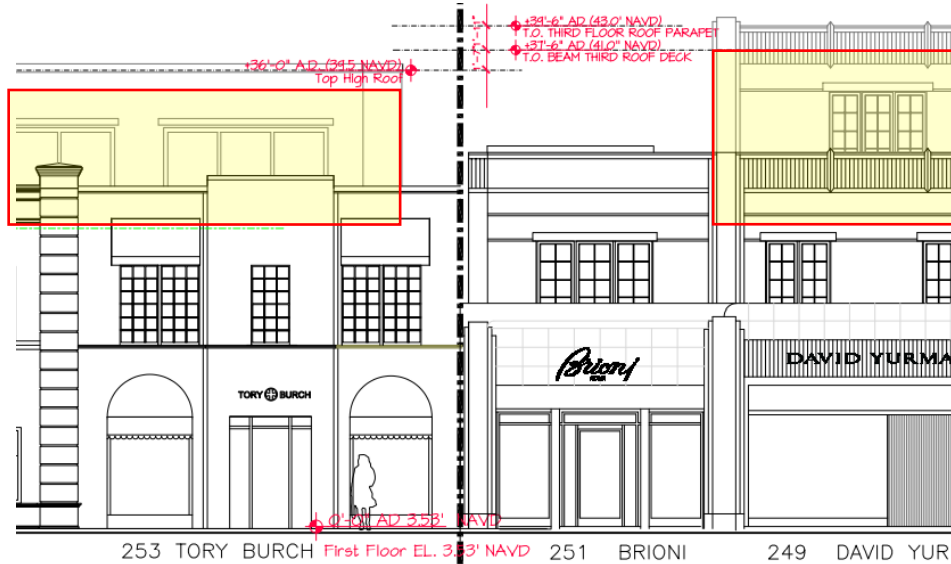 +39'-6" AD (43.0' NAVD)
T.O. THIRD FLOOR ROOF PARAPET
+37'-6" AD (41.0' NAVD)
T.O. BEAM THIRD ROOF DECK
+36'-0" A.D. (39.5 NAVD)
Top High Roof
Brioni
DAVID YURMA
TORY BURCH
0'-0" AD 3.53' NAVD
253 TORY BURCH
First Floor EL. 3.53' NAVD
251 BRIONI
249 DAVID YUR